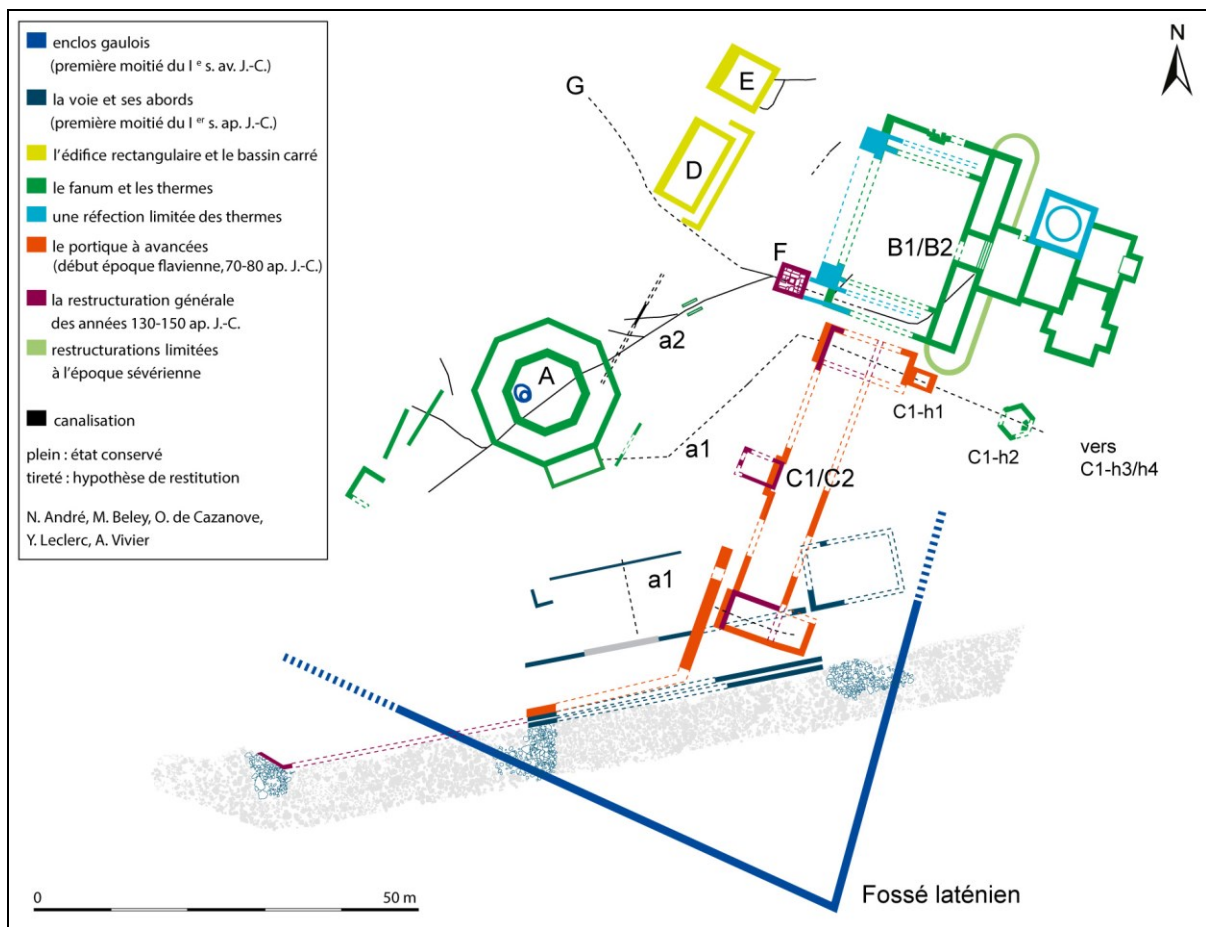 enclos gaulois
(première moitié du I e s. av. J.-C.)
la voie et ses abords
(première moitié du I er s. ap. J.-C.)
l'édifice rectangulaire et le bassin carré
le fanum et les thermes
une réfection limitée des thermes
le portique à avancées
(début époque flavienne,70-80 ap. J.-C.)
la restructuration générale
des années 130-150 ap. J.-C.
restructurations limitées
à l'époque sévérienne
canalisation
plein : état conservé
tireté : hypothèse de restitution
N. André, M. Beley, O. de Cazanove,
Y. Leclerc, A. Vivier
N
G
E
D
B1/B2
F
a2
A
a1
C1-h1
C1-h2
vers
C1-h3/h4
C1/C2
a1
Fossé laténien
0
50 m